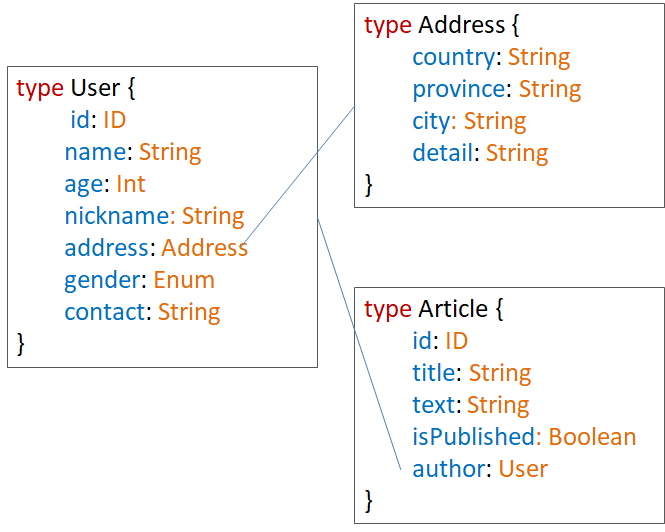 type User {
id: ID
name: String
age: Int
nickname: String
address: Address
gender: Enum
contact: String
}
type Address {
country: String
province: String
city: String
detail: String
}
type Article {
id: ID
title: String
text: String
isPublished: Boolean
author: User
}